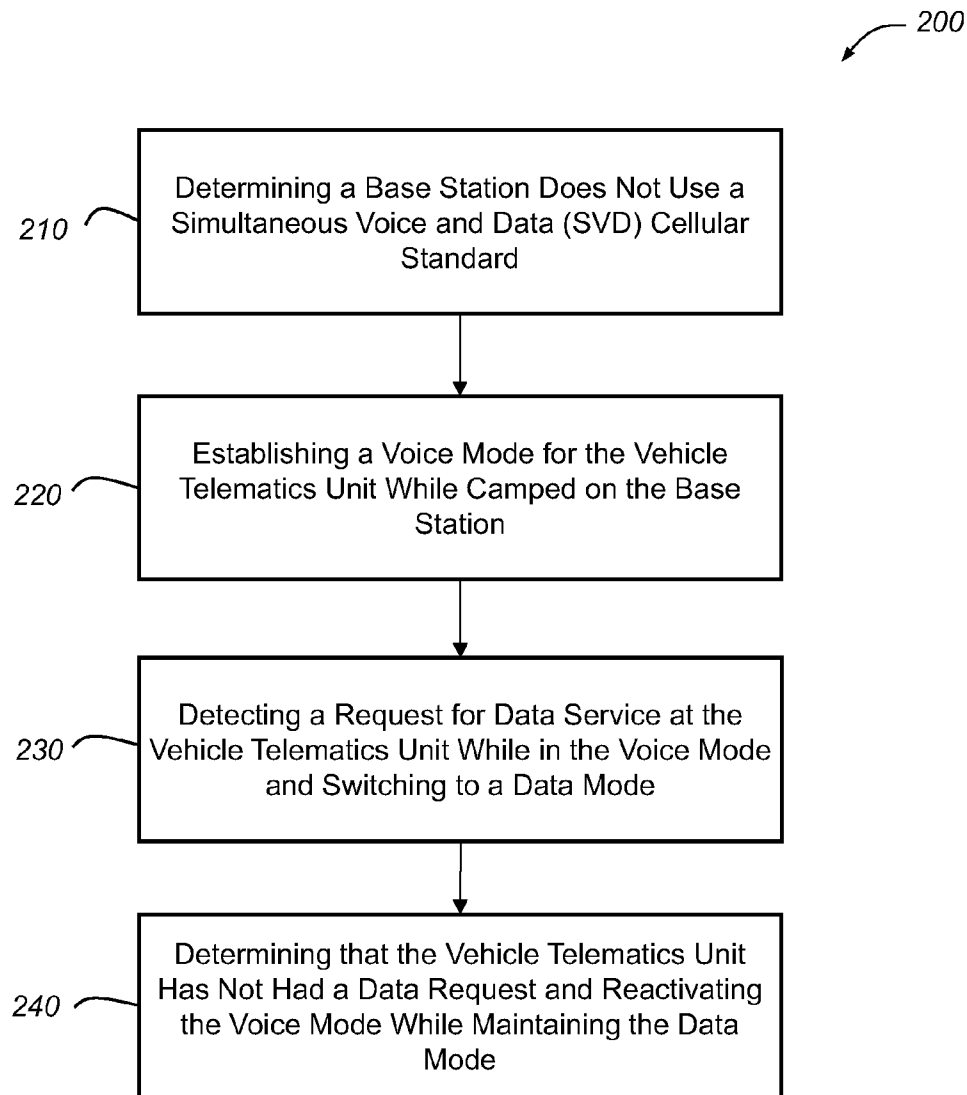 200
210
Determining a Base Station Does Not Use a
Simultaneous Voice and Data (SVD) Cellular
Standard
220
Establishing a Voice Mode for the Vehicle
Telematics Unit While Camped on the Base
Station
230
Detecting a Request for Data Service at the
Vehicle Telematics Unit While in the Voice Mode
and Switching to a Data Mode
240
Determining that the Vehicle Telematics Unit
Has Not Had a Data Request and Reactivating
the Voice Mode While Maintaining the Data
Mode